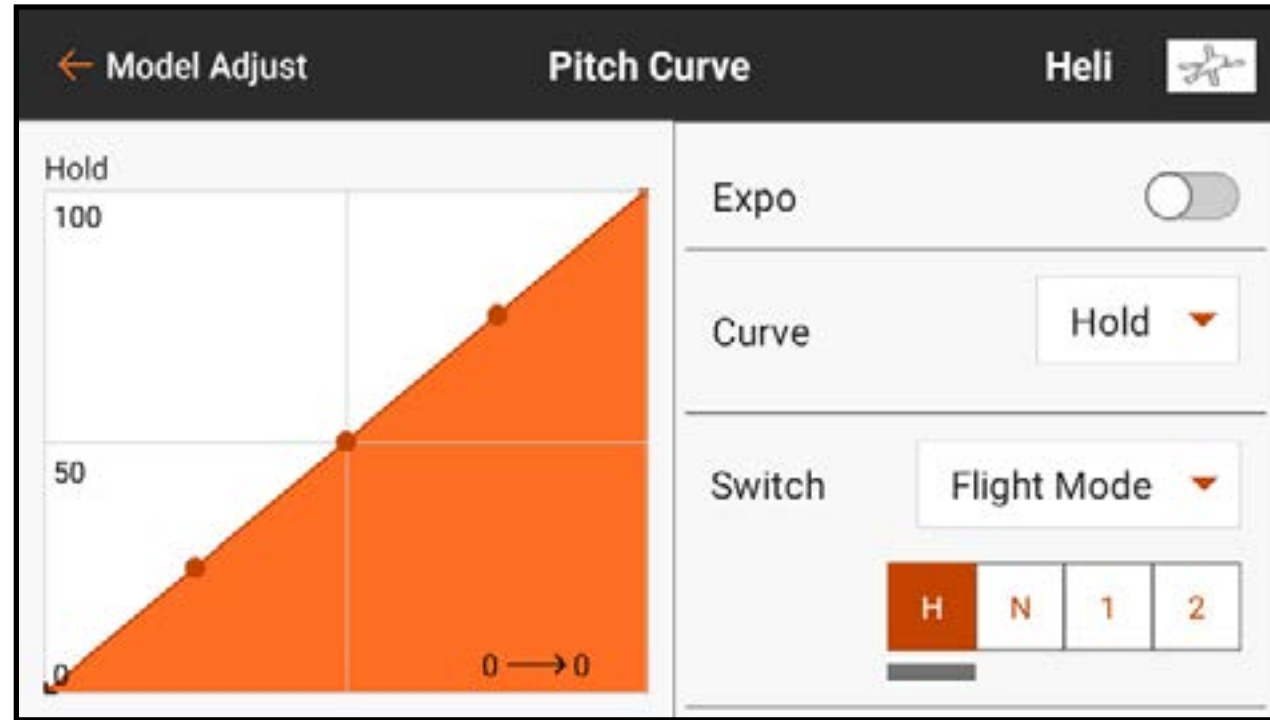 ← Model Adjust Pitch Curve Heli
Hold
100
50
0
0 → 0
Expo
Curve Hold
Switch Flight Mode
H N 1 2